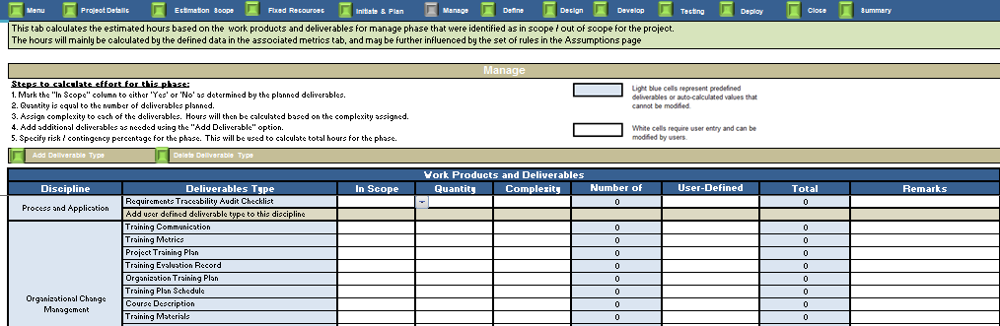 Menu Project Details Estimation Scope Fixed Resources Initiate & Plan Manage Define Design Develop Testing Deploy Close Summary
This tab calculates the estimated hours based on the work products and deliverables for manage phase that were identified as in scope / out of scope for the project.
The hours will mainly be calculated by the defined data in the associated metrics tab, and may be further influenced by the set of rules in the Assumptions page
Manage
Steps to calculate effort for this phase:
1. Mark the "In Scope" column to either 'Yes' or 'No' as determined by the planned deliverables.
2. Quantity is equal to the number of deliverables planned.
3. Assign complexity to each of the deliverables. Hours will then be calculated based on the complexity assigned.
4. Add additional deliverables as needed using the "Add Deliverable" option.
5. Specify risk / contingency percentage for the phase. This will be used to calculate total hours for the phase.
Light blue cells represent predefined
deliverables or auto-calculated values that
cannot be modified.
White cells require user entry and can be
modified by users.
Add Deliverable Type Delete Deliverable Type
Work Products and Deliverables
Discipline Deliverables Type In Scope Quantity Complexity Number of User-Defined Total Remarks
Process and Application
Requirements Traceability Audit Checklist 0 0
Add user defined deliverable type to this discipline
Organizational Change
Management
Training Communication 0 0
Training Metrics 0 0
Project Training Plan 0 0
Training Evaluation Record 0 0
Organization Training Plan 0 0
Training Plan Schedule 0 0
Course Description 0 0
Training Materials 0 0